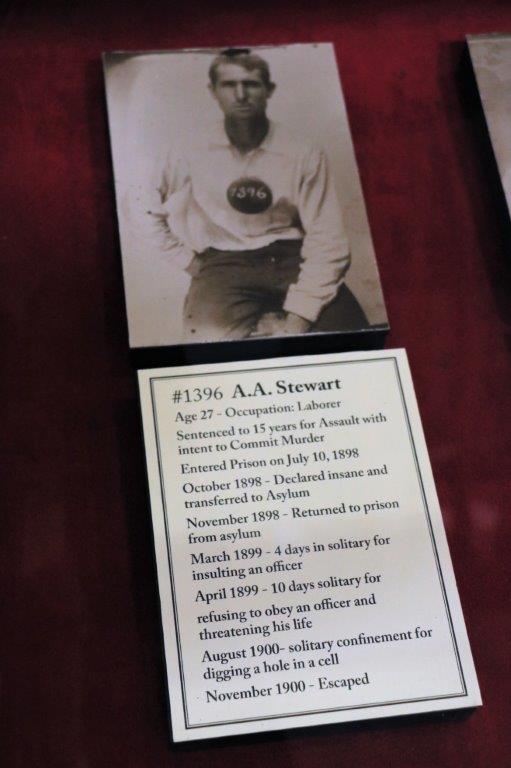 1396
#1396 A.A. Stewart
Age 27 - Occupation: Laborer
Sentenced to 15 years for Assault with
intent to Commit Murder
Entered Prison on July 10, 1898
October 1898 - Declared insane and
transferred to Asylum
November 1898 - Returned to prison
from asylum
March 1899 - 4 days in solitary for
insulting an officer
April 1899 - 10 days solitary for
refusing to obey an officer and
threatening his life
August 1900- solitary confinement for
digging a hole in a cell
November 1900 - Escaped